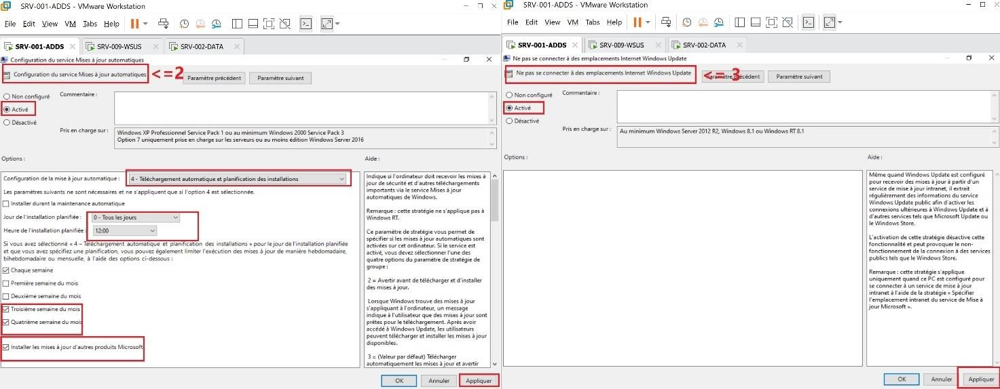 SRV-001-ADDS - VMware Workstation
File Edit View VM Tabs Help
SRV-001-ADDS SRV-009-WSUS SRV-002-DATA
Configuration du service Mises à jour automatiques
Configuration du service Mises à jour automatiques <=2 Paramètre précédent Paramètre suivant
Non configuré Commentaire :
Activé
Désactivé
Pris en charge sur : Windows XP Professionnel Service Pack 1 ou au minimum Windows 2000 Service Pack 3
Option 7 uniquement prise en charge sur les serveurs ou au moins édition Windows Server 2016
Options : Aide :
Configuration de la mise à jour automatique : 4 - Téléchargement automatique et planification des installations
Les paramètres suivants ne sont nécessaires et ne s'appliquent que si l'option 4 est sélectionnée.
Installer durant la maintenance automatique
Jour de l'installation planifiée : 0 - Tous les jours
Heure de l'installation planifiée : 12:00
Si vous avez sélectionné « 4 – Téléchargement automatique et planification des installations » pour le jour de l'installation planifiée
et que vous avez spécifiez une planification, vous pouvez également limiter l'exécution des mises à jour de manière hebdomadaire,
bihebdomadaire ou mensuelle, à l'aide des options ci-dessous :
Chaque semaine
Première semaine du mois
Deuxième semaine du mois
Troisième semaine du mois
Quatrième semaine du mois
Installer les mises à jour d'autres produits Microsoft
Indique si l'ordinateur doit recevoir les mises à
jour de sécurité et d'autres téléchargements
importants via le service Mises à jour
automatiques de Windows.
Remarque : cette stratégie ne s'applique pas à
Windows RT.
Ce paramètre de stratégie vous permet de
spécifier si les mises à jour automatiques sont
activées sur cet ordinateur. Si le service est
activé, vous devez sélectionner l'une des
quatre options du paramètre de stratégie de
groupe :
2 = Avertir avant de télécharger et d'installer
des mises à jour.
Lorsque Windows trouve des mises à jour
s'appliquant à l'ordinateur, un message
indique à l'utilisateur que des mises à jour sont
prêtes pour le téléchargement. Après avoir
accédé à Windows Update, les utilisateurs
peuvent télécharger et installer les mises à jour
disponibles.
3 = (Valeur par défaut) Télécharger
automatiquement les mises à jour et avertir
OK Annuler Appliquer
SRV-001-ADDS - VMware Workstation
File Edit View VM Tabs Help
SRV-001-ADDS SRV-009-WSUS SRV-002-DATA
Ne pas se connecter à des emplacements Internet Windows Update
Ne pas se connecter à des emplacements Internet Windows Update <= 3 Paramètre précédent Paramètre suivant
Non configuré Commentaire :
Activé
Désactivé
Pris en charge sur : Au minimum Windows Server 2012 R2, Windows 8.1 ou Windows RT 8.1
Options : Aide :
Même quand Windows Update est configuré
pour recevoir des mises à jour à partir d'un
service de mise à jour intranet, il extrait
régulièrement des informations du service
Windows Update public afin d'activer les
connexions ultérieures à Windows Update et à
d'autres services tels que Microsoft Update ou
le Windows Store.
L'activation de cette stratégie désactive cette
fonctionnalité et peut provoquer le non-
fonctionnement de la connexion à des services
publics tels que le Windows Store.
Remarque : cette stratégie s'applique
uniquement quand ce PC est configuré pour
se connecter à un service de mise à jour
intranet à l'aide de la stratégie « Spécifier
l'emplacement intranet du service de Mise à
jour Microsoft ».
OK Annuler Appliquer